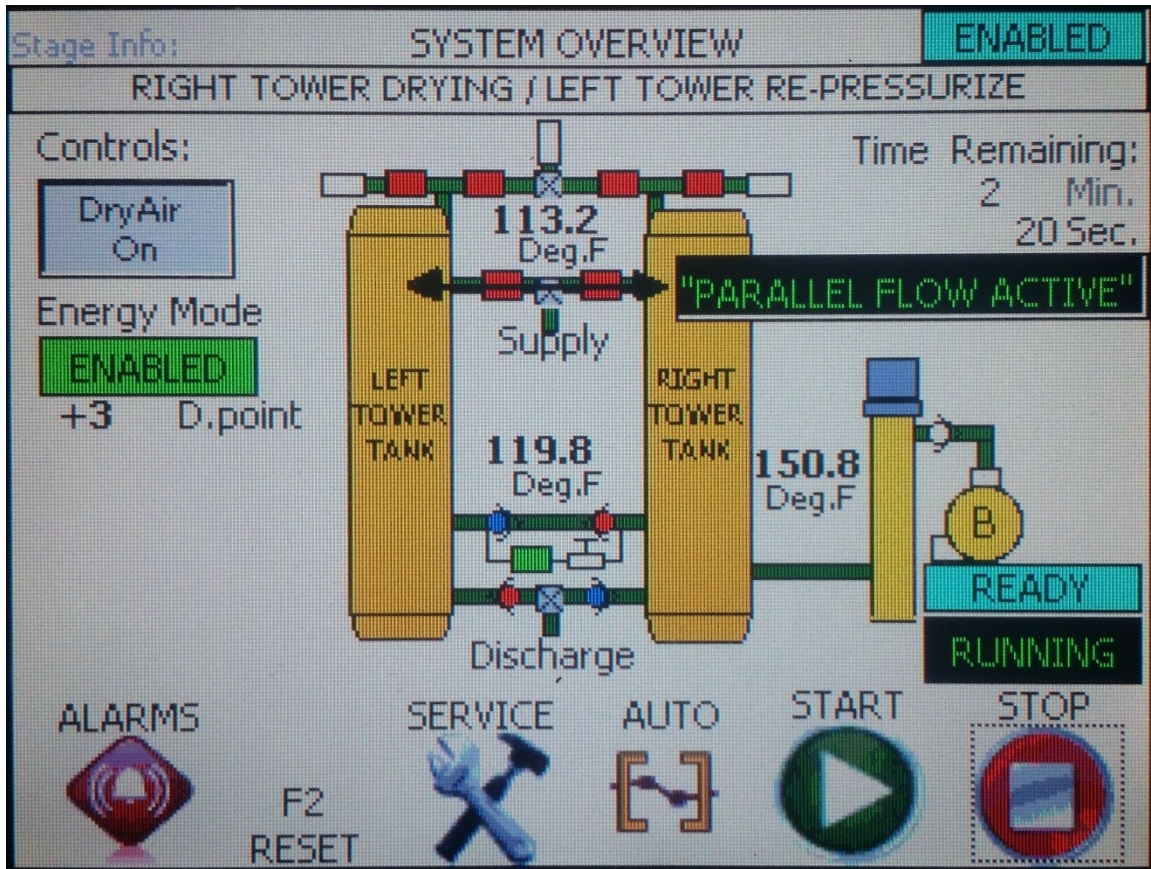 Stage Info:
SYSTEM OVERVIEW
ENABLED
RIGHT TOWER DRYING / LEFT TOWER RE-PRESSURIZE
Controls:
DryAir
On
Energy Mode
ENABLED
+3 D.point
113.2
Deg.F
Supply
Time Remaining:
2 Min.
20 Sec.
"PARALLEL FLOW ACTIVE"
LEFT
TOWER
TANK
RIGHT
TOWER
TANK
119.8
Deg.F
150.8
Deg.F
B
READY
RUNNING
Discharge
ALARMS
F2
RESET
SERVICE
AUTO
START
STOP